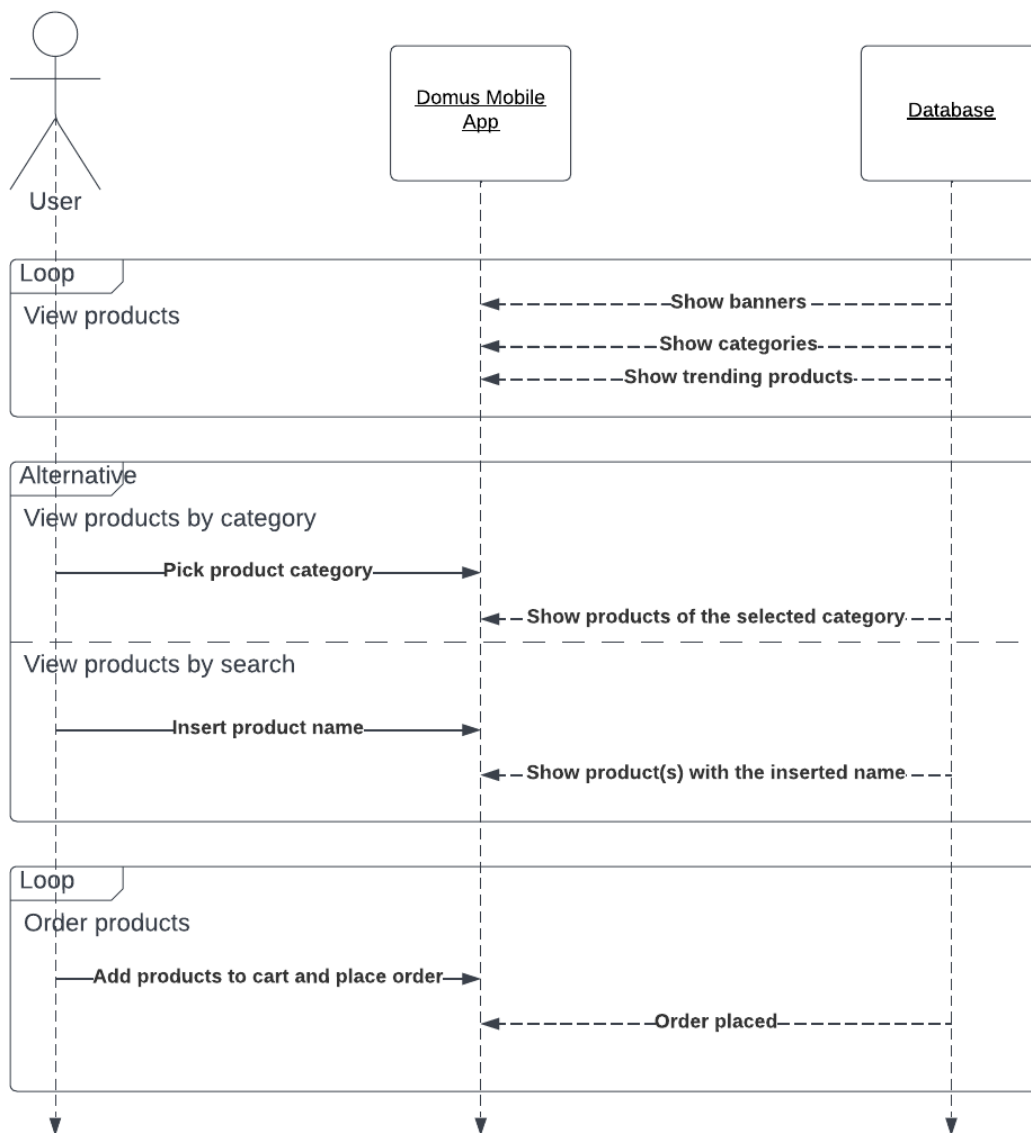 Domus Mobile
App
Database
User
Loop
View products
Show banners
Show categories
Show trending products
Alternative
View products by category
Pick product category
Show products of the selected category
View products by search
Insert product name
Show product(s) with the inserted name
Loop
Order products
Add products to cart and place order
Order placed